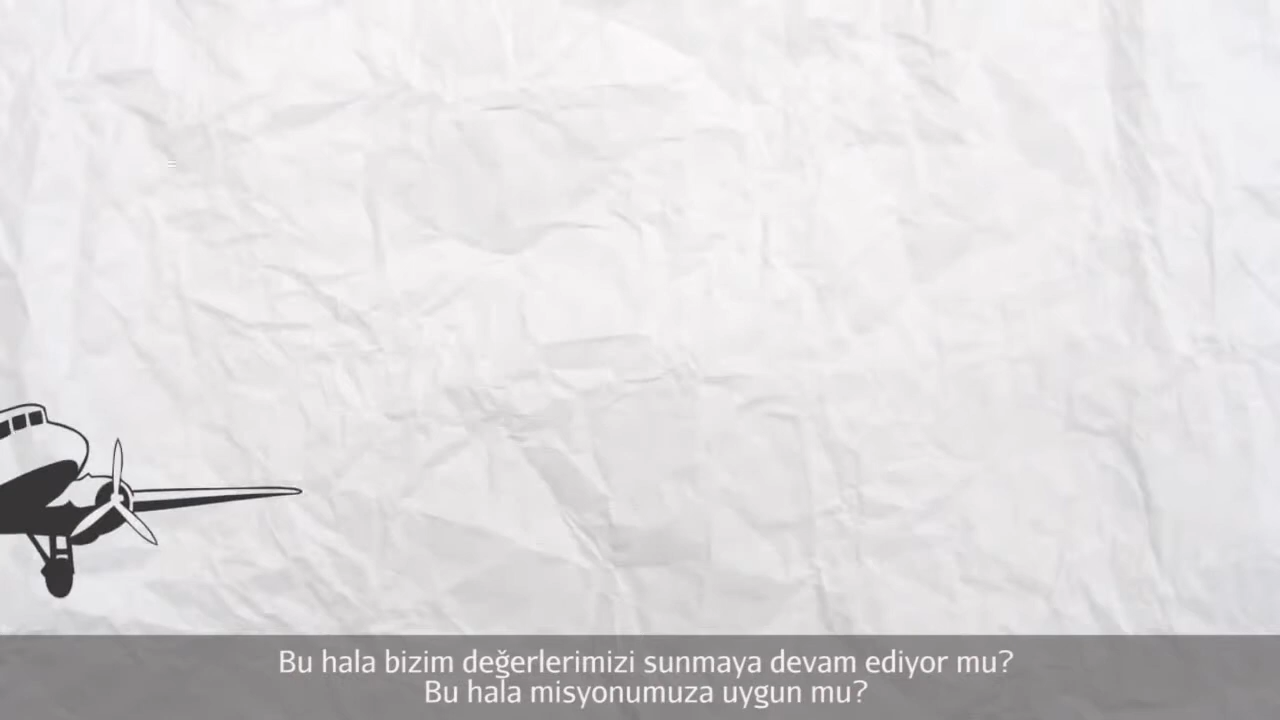 Bu hala bizim değerlerimizi sunmaya devam ediyor mu?
Bu hala misyonumuza uygun mu?